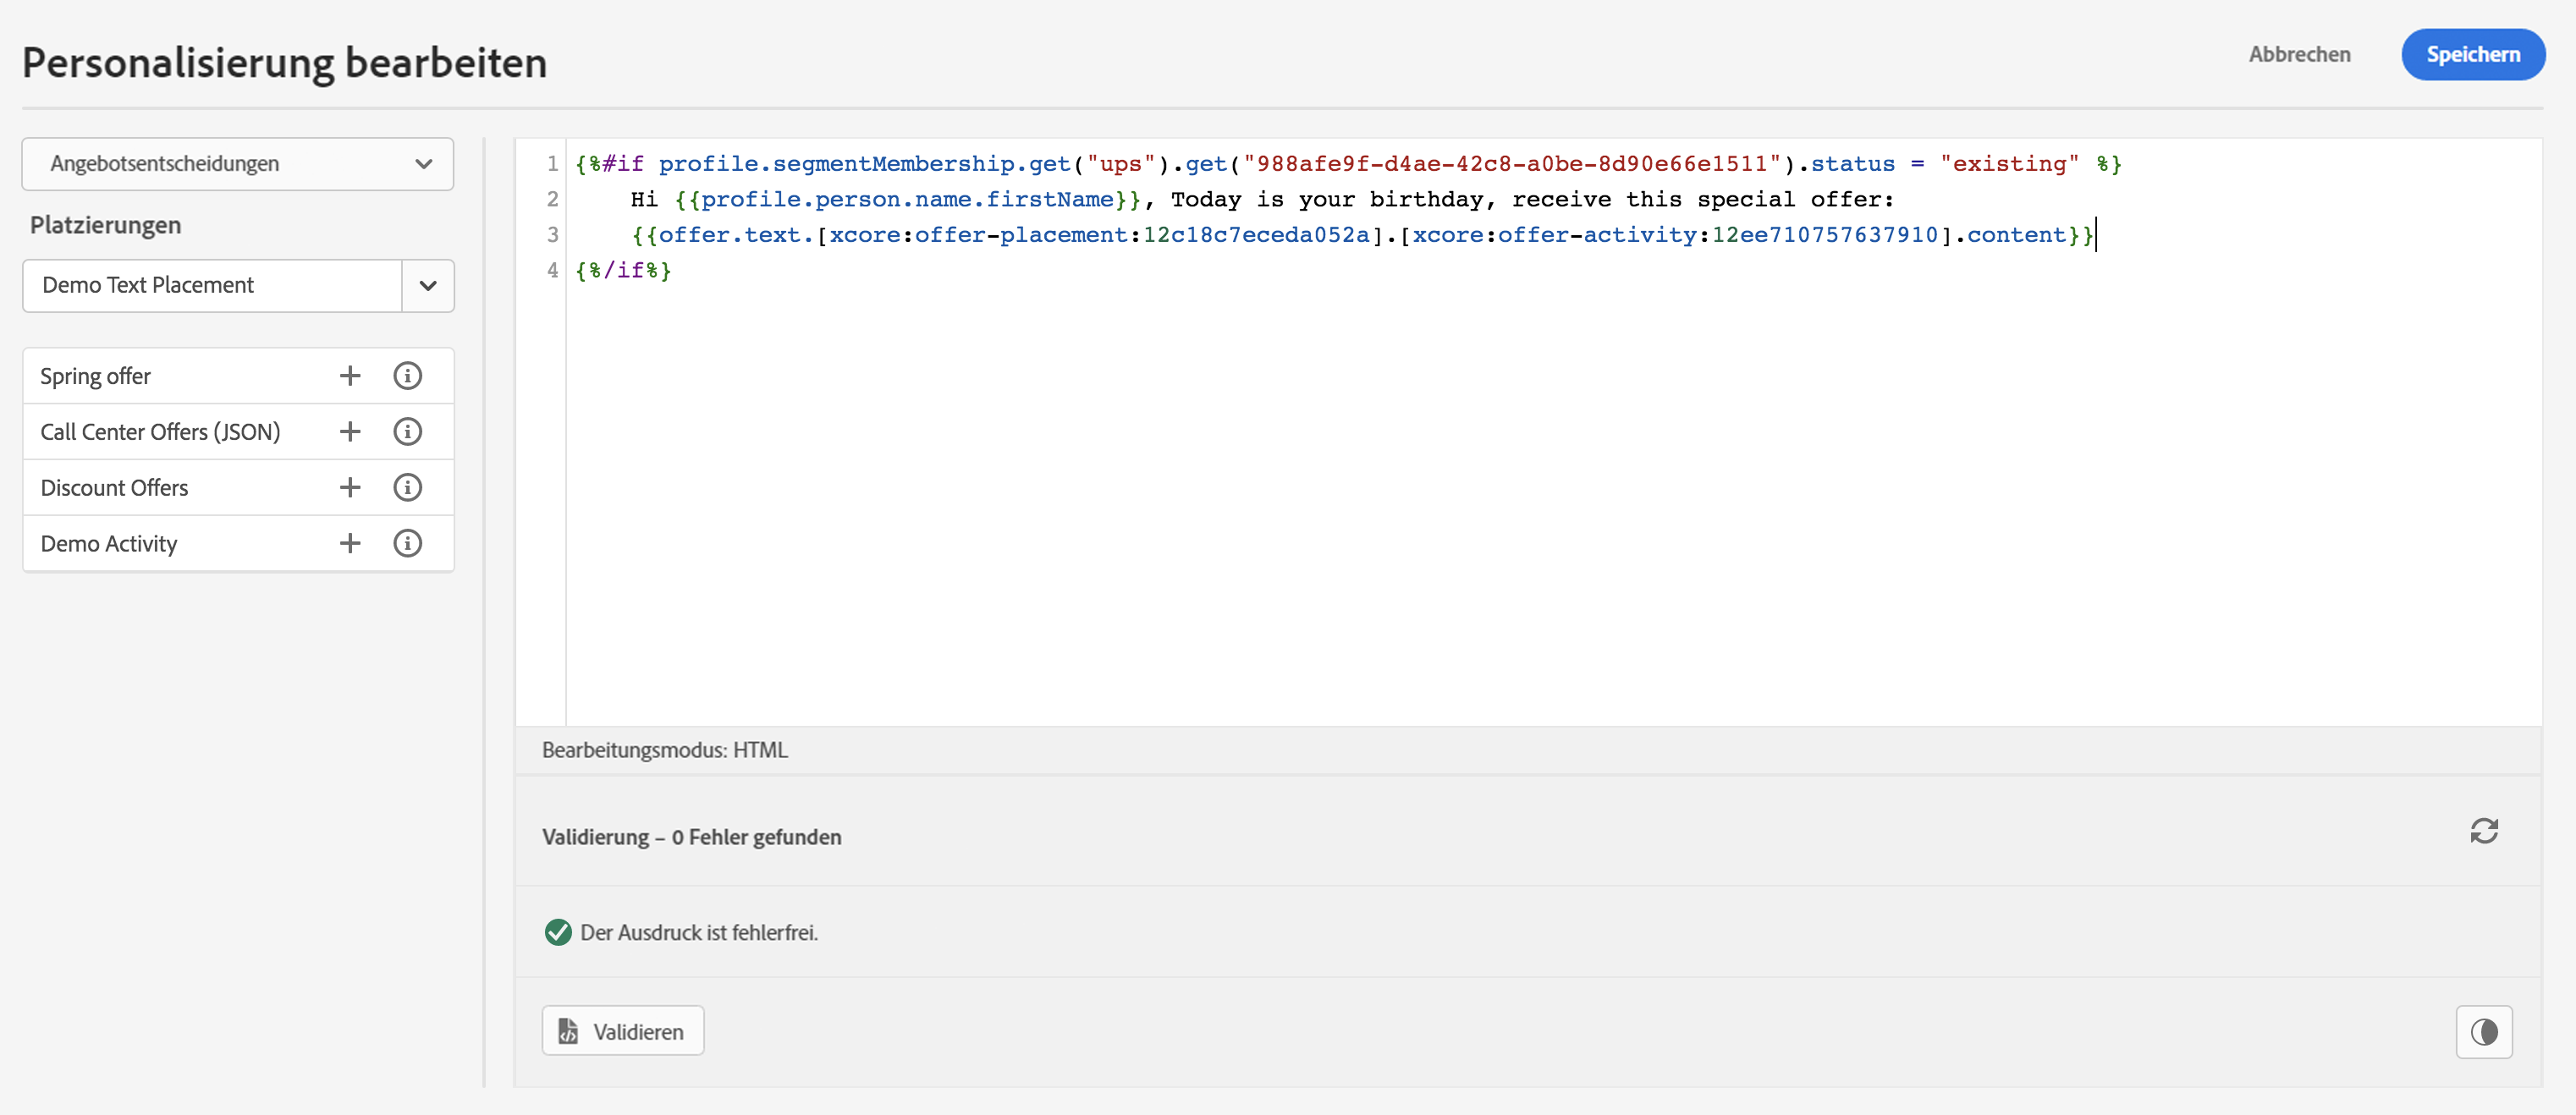 Personalisierung bearbeiten
Abbrechen
Speichern
Angebotsentscheidungen
Platzierungen
Demo Text Placement
Spring offer
Call Center Offers (JSON)
Discount Offers
Demo Activity
1 {%#if profile.segmentMembership.get("ups").get("988afe9f-d4ae-42c8-a0be-8d90e66e1511").status = "existing" %}
2 Hi {{profile.person.name.firstName}}, Today is your birthday, receive this special offer:
3 {{offer.text.[xcore:offer-placement:12c18c7eceda052a].[xcore:offer-activity:12ee710757637910].content}}
4 {%/if%}
Bearbeitungsmodus: HTML
Validierung – 0 Fehler gefunden
Der Ausdruck ist fehlerfrei.
Validieren